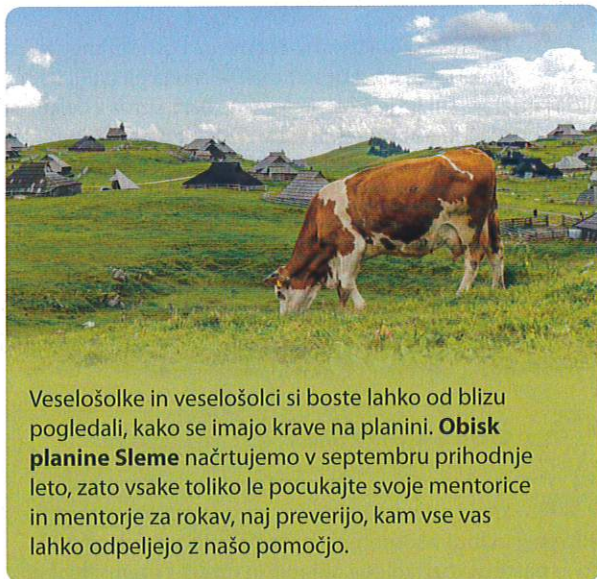 Veselošolke in veselošolci si boste lahko od blizu
pogledali, kako se imajo krave na planini. Obisk
planine Sleme načrtujemo v septembru prihodnje
leto, zato vsake toliko le pocukajte svoje mentorice
in mentorje za rokav, naj preverijo, kam vse vas
lahko odpeljejo z našo pomočjo.